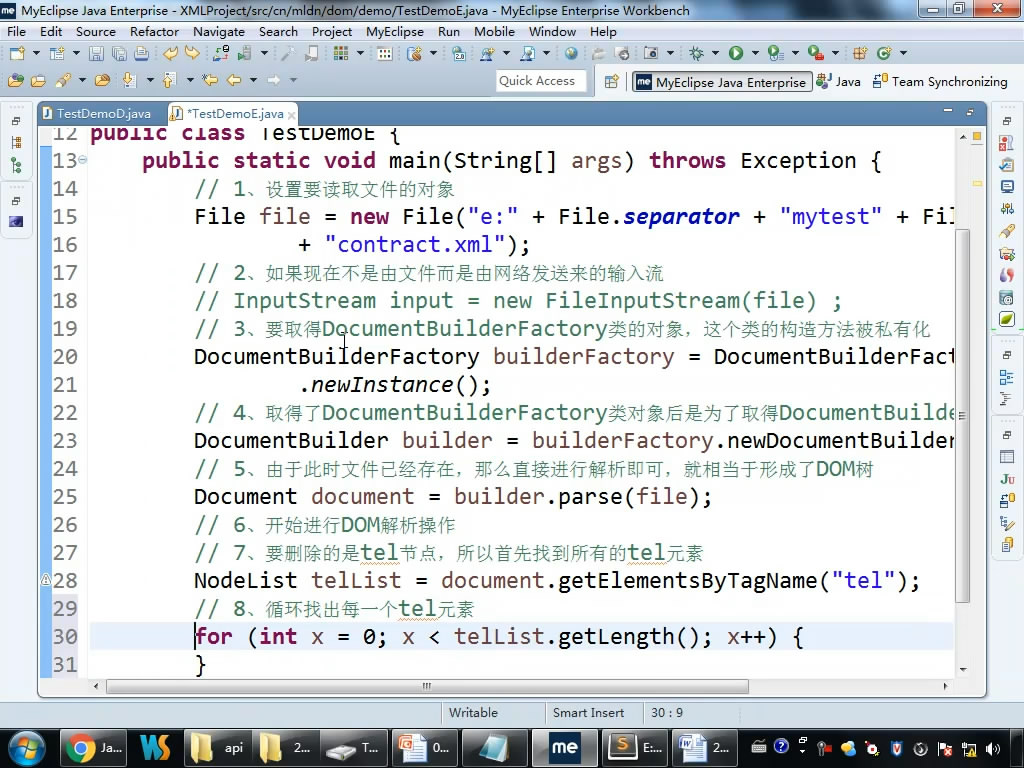 MyEclipse Java Enterprise - XMLProject/src/cn/mldn/dom/demo/TestDemoE.java - MyEclipse Enterprise Workbench
File Edit Source Refactor Navigate Search Project MyEclipse Run Mobile Window Help
Quick Access MyEclipse Java Enterprise Java Team Synchronizing
TestDemoD.java *TestDemoE.java
12 public class TestDemoE {
13 public static void main(String[] args) throws Exception {
14 // 1、设置要读取文件的对象
15 File file = new File("e:" + File.separator + "mytest" + Fil
16 + "contract.xml");
17 // 2、如果现在不是由文件而是由网络发送来的输入流
18 // InputStream input = new FileInputStream(file) ;
19 // 3、要取得DocumentBuilderFactory类的对象，这个类的构造方法被私有化
20 DocumentBuilderFactory builderFactory = DocumentBuilderFact
21 .newInstance();
22 // 4、取得了DocumentBuilderFactory类对象后是为了取得DocumentBuilde
23 DocumentBuilder builder = builderFactory.newDocumentBuilder
24 // 5、由于此时文件已经存在，那么直接进行解析即可，就相当于形成了DOM树
25 Document document = builder.parse(file);
26 // 6、开始进行DOM解析操作
27 // 7、要删除的是tel节点，所以首先找到所有的tel元素
28 NodeList telList = document.getElementsByTagName("tel");
29 // 8、循环找出每一个tel元素
30 for (int x = 0; x < telList.getLength(); x++) {
31 }
Writable Smart Insert 30 : 9
Ja... api 2... T... 0... me E:... 2...